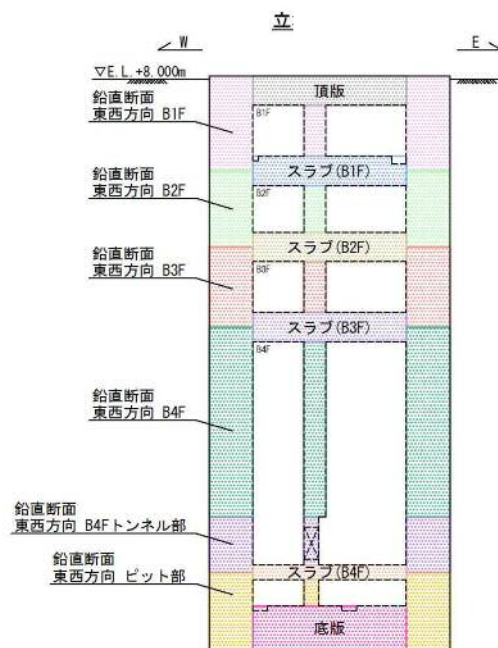 立
W
E
▽E.L.+8.000m
頂版
鉛直断面
東西方向 B1F
B1F
スラブ(B1F)
鉛直断面
東西方向 B2F
B2F
スラブ(B2F)
鉛直断面
東西方向 B3F
B3F
スラブ(B3F)
B4F
鉛直断面
東西方向 B4F
鉛直断面
東西方向 B4Fトンネル部
鉛直断面
東西方向 ピット部
スラブ(B4F)
底版